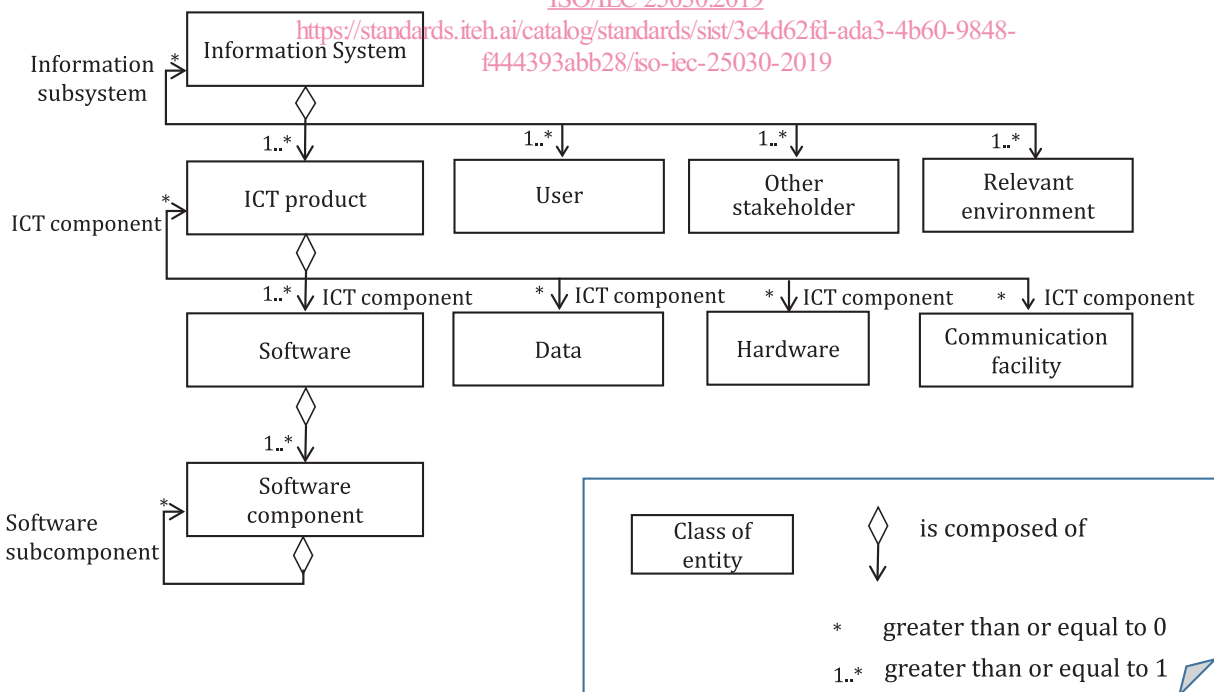 ISO/IEC 25030:2019
https://standards.iteh.ai/catalog/standards/sist/3e4d62fd-ada3-4b60-9848-
f444393abb28/iso-iec-25030-2019
Information System
Information
subsystem
*
1..*
1..*
1..*
1..*
ICT product
User
Other
stakeholder
Relevant
environment
*
ICT component
1..*
ICT component
*
ICT component
*
ICT component
*
ICT component
Software
Data
Hardware
Communication
facility
1..*
Software
component
*
Software
subcomponent
Class of
entity
is composed of
* greater than or equal to 0
1..* greater than or equal to 1